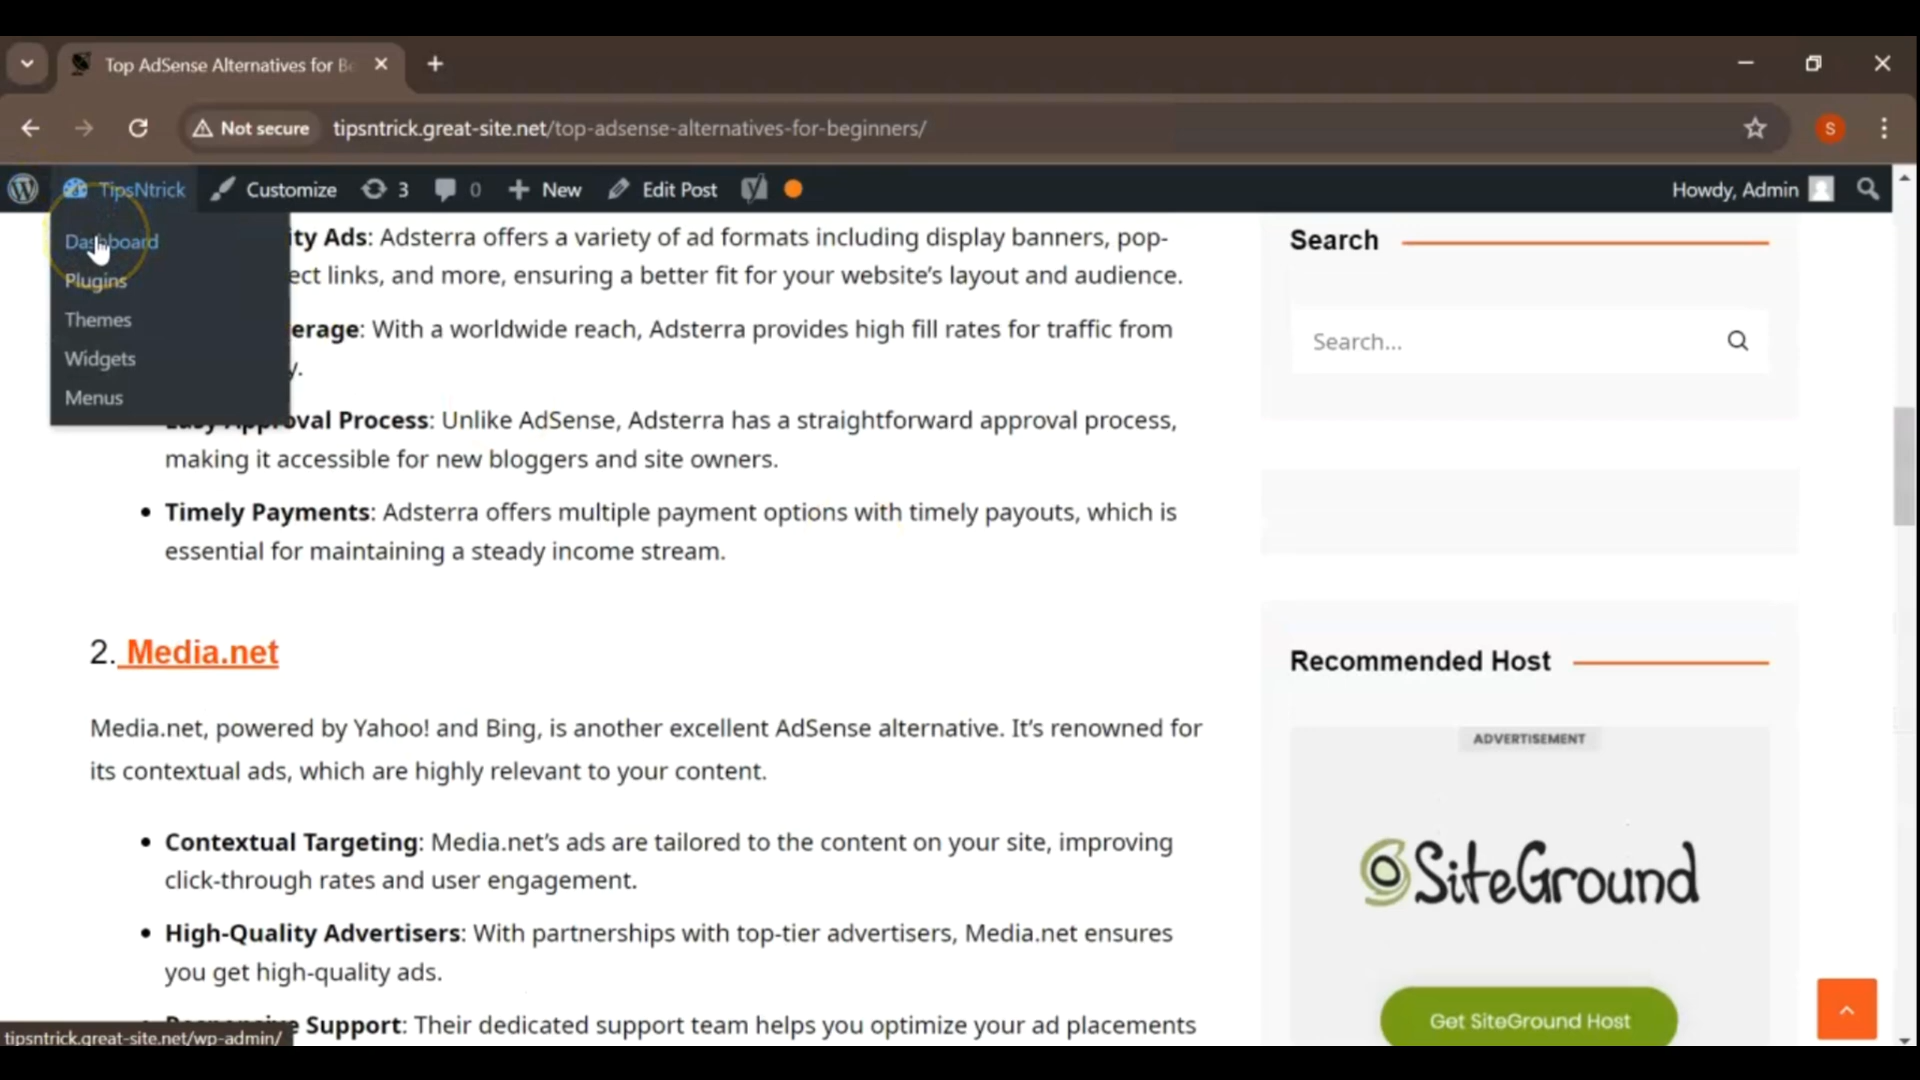 Top AdSense Alternatives for Be
Not secure tipsntrick.great-site.net/top-adsense-alternatives-for-beginners/
S
TipsNtrick Customize 3 0 New Edit Post Howdy, Admin
Dashboard
Plugins
Themes
Widgets
Menus
ity Ads: Adsterra offers a variety of ad formats including display banners, pop-
ect links, and more, ensuring a better fit for your website's layout and audience.
erage: With a worldwide reach, Adsterra provides high fill rates for traffic from
y.
Easy Approval Process: Unlike AdSense, Adsterra has a straightforward approval process,
making it accessible for new bloggers and site owners.
• Timely Payments: Adsterra offers multiple payment options with timely payouts, which is
essential for maintaining a steady income stream.
2. Media.net
Media.net, powered by Yahoo! and Bing, is another excellent AdSense alternative. It's renowned for
its contextual ads, which are highly relevant to your content.
• Contextual Targeting: Media.net's ads are tailored to the content on your site, improving
click-through rates and user engagement.
• High-Quality Advertisers: With partnerships with top-tier advertisers, Media.net ensures
you get high-quality ads.
• Responsive Support: Their dedicated support team helps you optimize your ad placements
tipsntrick.great-site.net/wp-admin/
Search
Search...
Recommended Host
ADVERTISEMENT
SiteGround
Get SiteGround Host